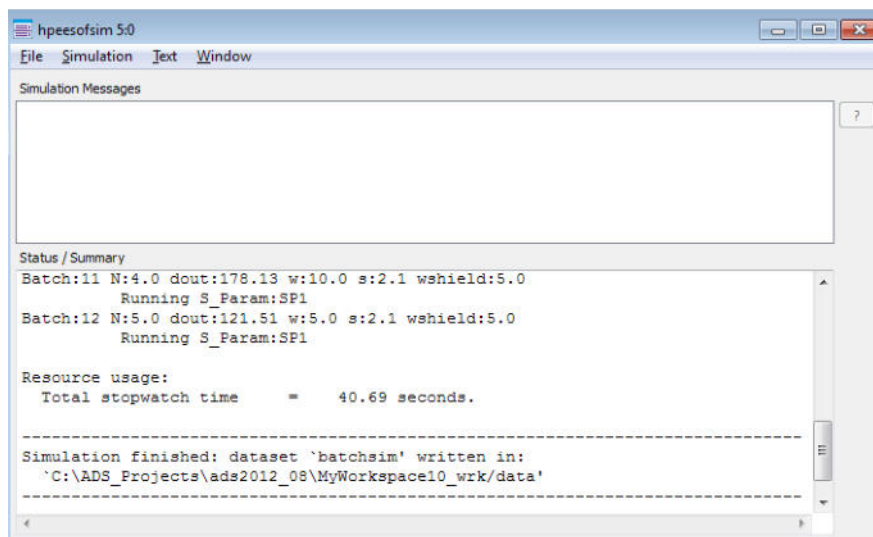 hpeesofsim 5:0
File Simulation Text Window
Simulation Messages
?
Status / Summary
Batch:11 N:4.0 dout:178.13 w:10.0 s:2.1 wshield:5.0
Running S_Param:SP1
Batch:12 N:5.0 dout:121.51 w:5.0 s:2.1 wshield:5.0
Running S_Param:SP1
Resource usage:
Total stopwatch time = 40.69 seconds.
--------------------------------------------------------------------------------
Simulation finished: dataset `batchsim' written in:
`C:\ADS_Projects\ads2012_08\MyWorkspace10_wrk/data'
--------------------------------------------------------------------------------